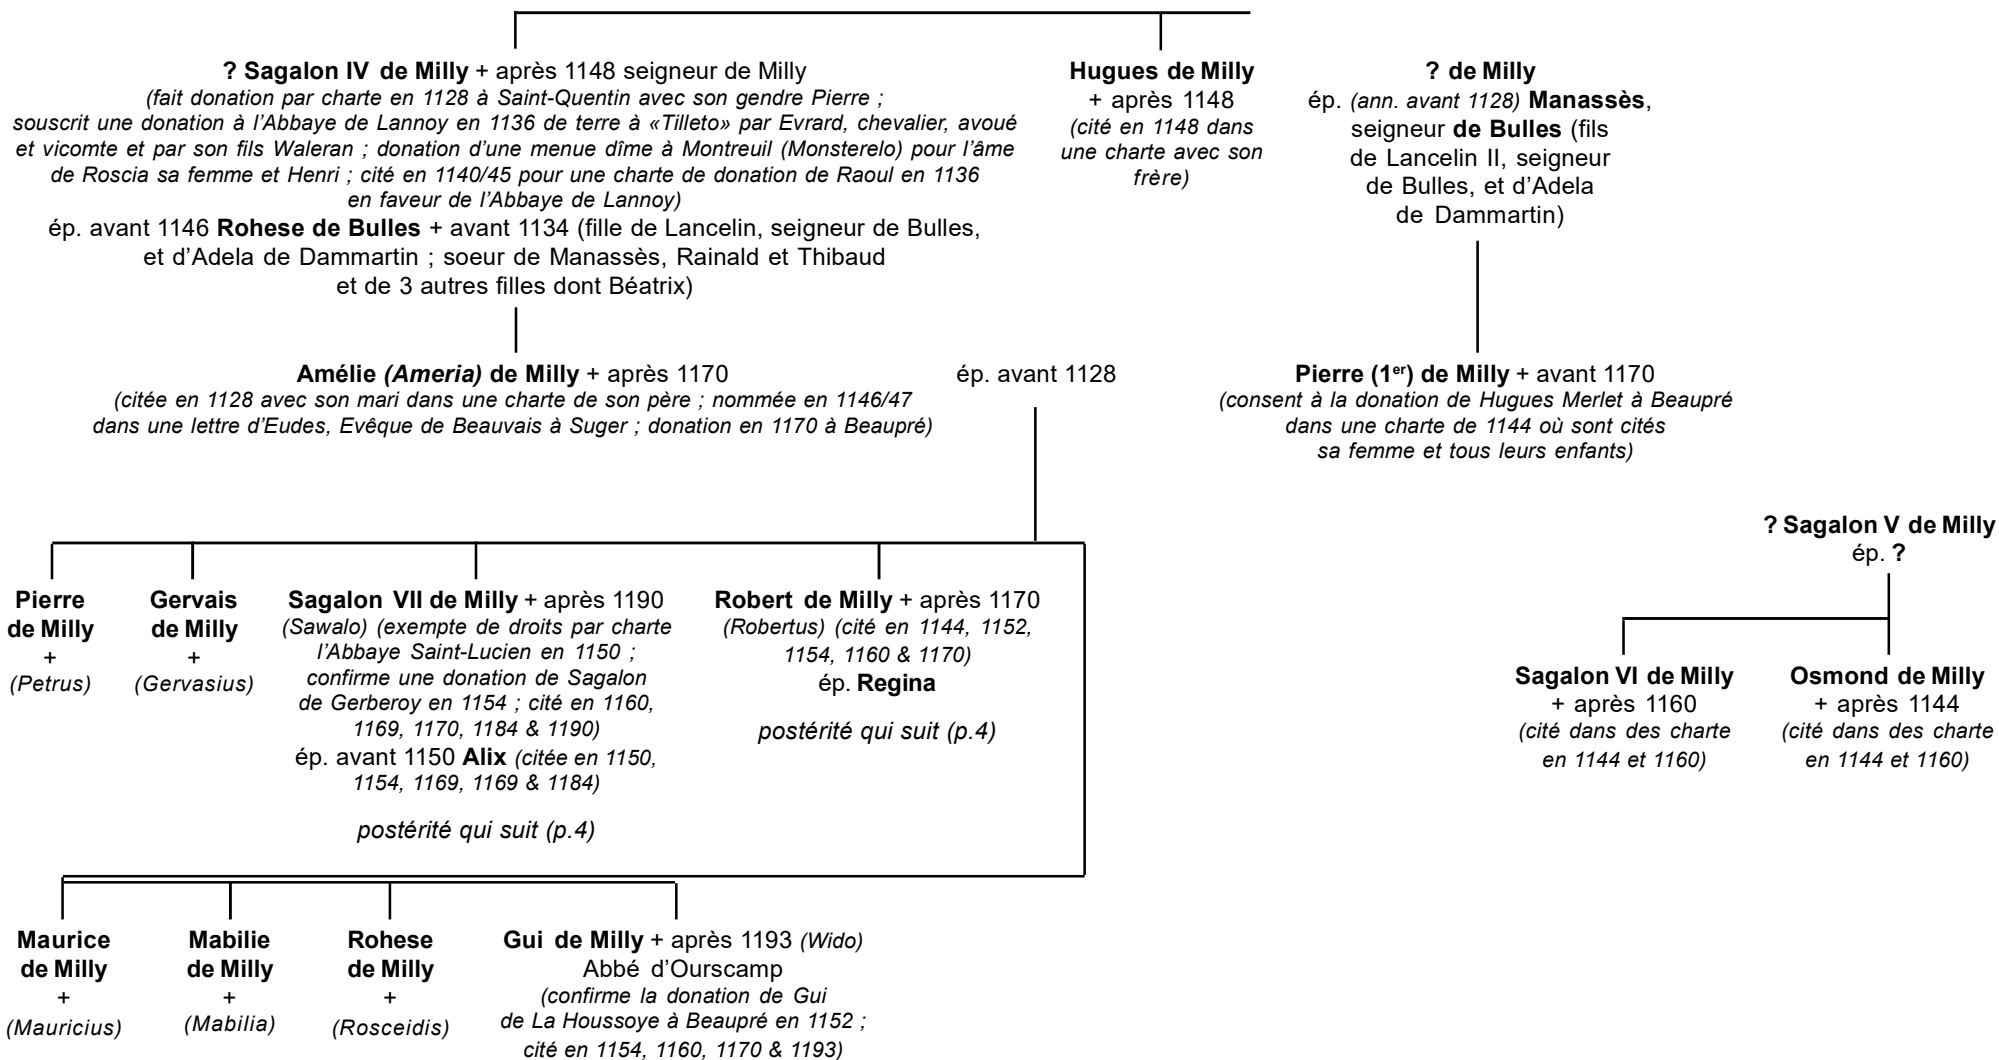 ? Sagalon IV de Milly + après 1148 seigneur de Milly
(fait donation par charte en 1128 à Saint-Quentin avec son gendre Pierre ;
souscrit une donation à l’Abbaye de Lannoy en 1136 de terre à «Tilleto» par Evrard, chevalier, avoué
et vicomte et par son fils Waleran ; donation d’une menue dîme à Montreuil (Monsterelo) pour l’âme
de Roscia sa femme et Henri ; cité en 1140/45 pour une charte de donation de Raoul en 1136
en faveur de l’Abbaye de Lannoy)
ép. avant 1146 Rohese de Bulles + avant 1134 (fille de Lancelin, seigneur de Bulles,
et d’Adela de Dammartin ; soeur de Manassès, Rainald et Thibaud
et de 3 autres filles dont Béatrix)
Hugues de Milly
+ après 1148
(cité en 1148 dans
une charte avec son
frère)
? de Milly
ép. (ann. avant 1128) Manassès,
seigneur de Bulles (fils
de Lancelin II, seigneur
de Bulles, et d’Adela
de Dammartin)
Amélie (Ameria) de Milly + après 1170
(citée en 1128 avec son mari dans une charte de son père ; nommée en 1146/47
dans une lettre d’Eudes, Evêque de Beauvais à Suger ; donation en 1170 à Beaupré)
ép. avant 1128
Pierre (1er) de Milly + avant 1170
(consent à la donation de Hugues Merlet à Beaupré
dans une charte de 1144 où sont cités
sa femme et tous leurs enfants)
? Sagalon V de Milly
ép. ?
Pierre
de Milly
+
(Petrus)
Gervais
de Milly
+
(Gervasius)
Sagalon VII de Milly + après 1190
(Sawalo) (exempte de droits par charte
l’Abbaye Saint-Lucien en 1150 ;
confirme une donation de Sagalon
de Gerberoy en 1154 ; cité en 1160,
1169, 1170, 1184 & 1190)
ép. avant 1150 Alix (citée en 1150,
1154, 1169, 1169 & 1184)
postérité qui suit (p.4)
Robert de Milly + après 1170
(Robertus) (cité en 1144, 1152,
1154, 1160 & 1170)
ép. Regina
postérité qui suit (p.4)
Sagalon VI de Milly
+ après 1160
(cité dans des charte
en 1144 et 1160)
Osmond de Milly
+ après 1144
(cité dans des charte
en 1144 et 1160)
Maurice
de Milly
+
(Mauricius)
Mabilie
de Milly
+
(Mabilia)
Rohese
de Milly
+
(Rosceidis)
Gui de Milly + après 1193 (Wido)
Abbé d’Ourscamp
(confirme la donation de Gui
de La Houssoye à Beaupré en 1152 ;
cité en 1154, 1160, 1170 & 1193)